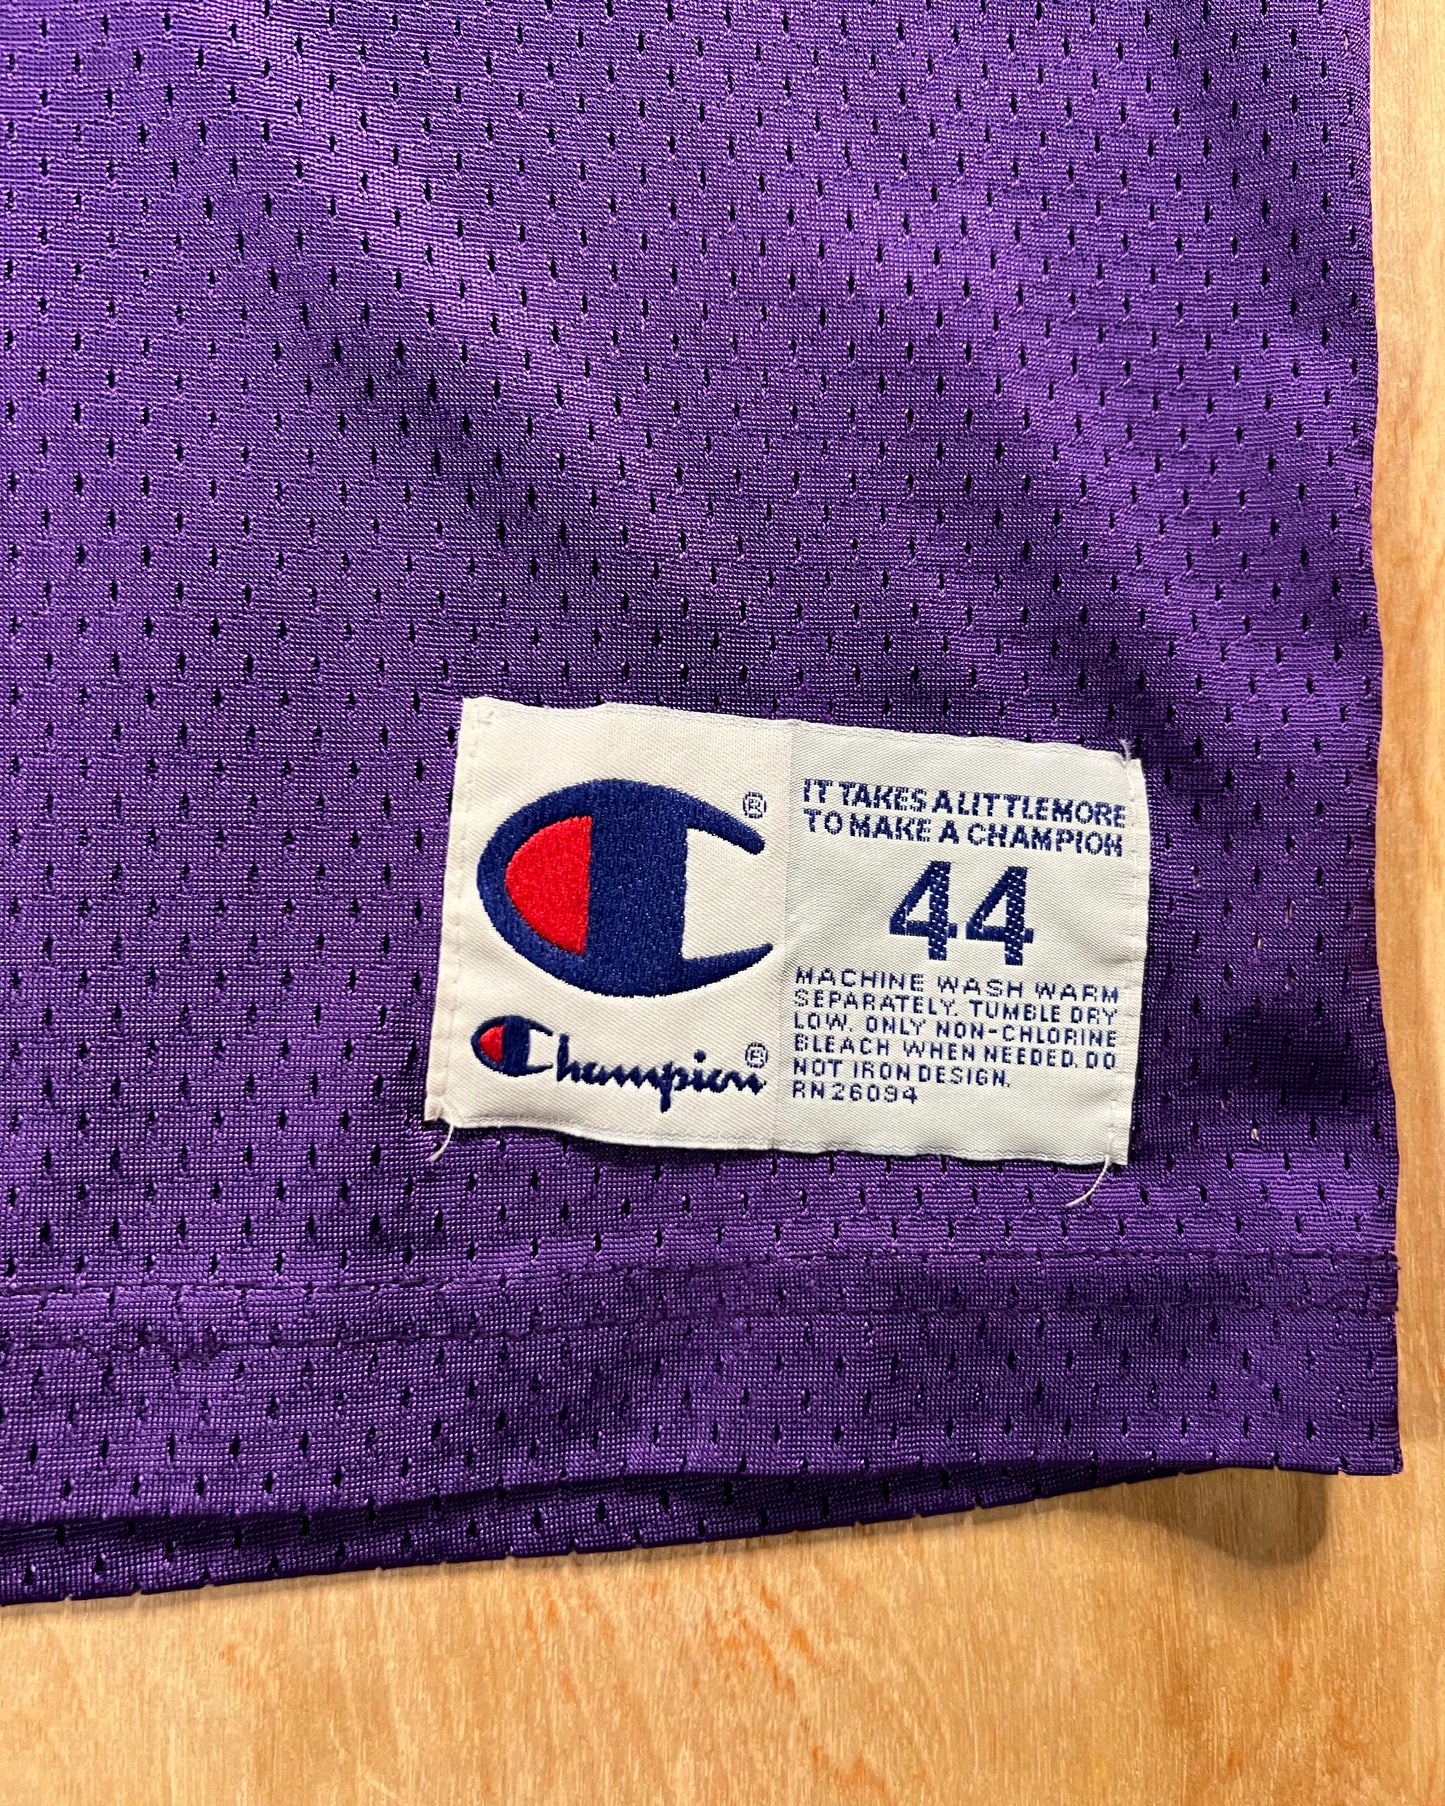 ®
Champion®
IT TAKES A LITTLE MORE
TO MAKE A CHAMPION
44
MACHINE WASH WARM
SEPARATELY. TUMBLE DRY
LOW. ONLY NON-CHLORINE
BLEACH WHEN NEEDED. DO
NOT IRON DESIGN.
RN26094